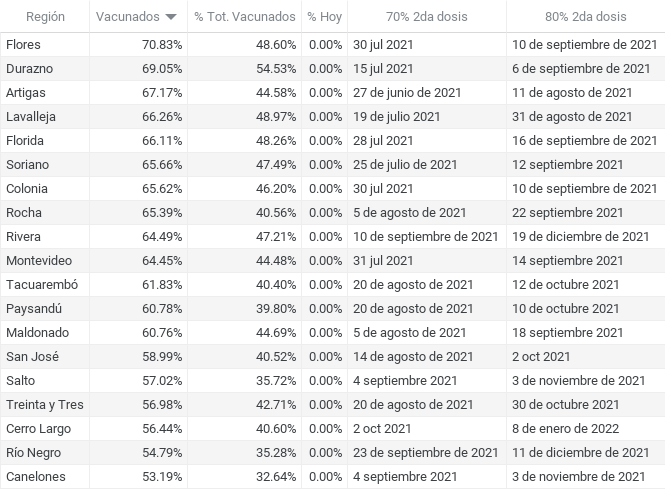 Región Vacunados % Tot. Vacunados % Hoy 70% 2da dosis 80% 2da dosis
Flores 70.83% 48.60% 0.00% 30 jul 2021 10 de septiembre de 2021
Durazno 69.05% 54.53% 0.00% 15 jul 2021 6 de septiembre de 2021
Artigas 67.17% 44.58% 0.00% 27 de junio de 2021 11 de agosto de 2021
Lavalleja 66.26% 48.97% 0.00% 19 de julio 2021 31 de agosto de 2021
Florida 66.11% 48.26% 0.00% 28 jul 2021 16 de septiembre de 2021
Soriano 65.66% 47.49% 0.00% 25 de julio de 2021 12 septiembre 2021
Colonia 65.62% 46.20% 0.00% 30 jul 2021 10 de septiembre de 2021
Rocha 65.39% 40.56% 0.00% 5 de agosto de 2021 22 septiembre 2021
Rivera 64.49% 47.21% 0.00% 10 de septiembre de 2021 19 de diciembre de 2021
Montevideo 64.45% 44.48% 0.00% 31 jul 2021 14 septiembre 2021
Tacuarembó 61.83% 40.40% 0.00% 20 de agosto de 2021 12 de octubre 2021
Paysandú 60.78% 39.80% 0.00% 20 de agosto de 2021 10 de octubre 2021
Maldonado 60.76% 44.69% 0.00% 5 de agosto de 2021 18 septiembre 2021
San José 58.99% 40.52% 0.00% 14 de agosto de 2021 2 oct 2021
Salto 57.02% 35.72% 0.00% 4 septiembre 2021 3 de noviembre de 2021
Treinta y Tres 56.98% 42.71% 0.00% 20 de agosto de 2021 30 de octubre 2021
Cerro Largo 56.44% 40.60% 0.00% 2 oct 2021 8 de enero de 2022
Río Negro 54.79% 35.28% 0.00% 23 de septiembre de 2021 11 de diciembre de 2021
Canelones 53.19% 32.64% 0.00% 4 septiembre 2021 3 de noviembre de 2021